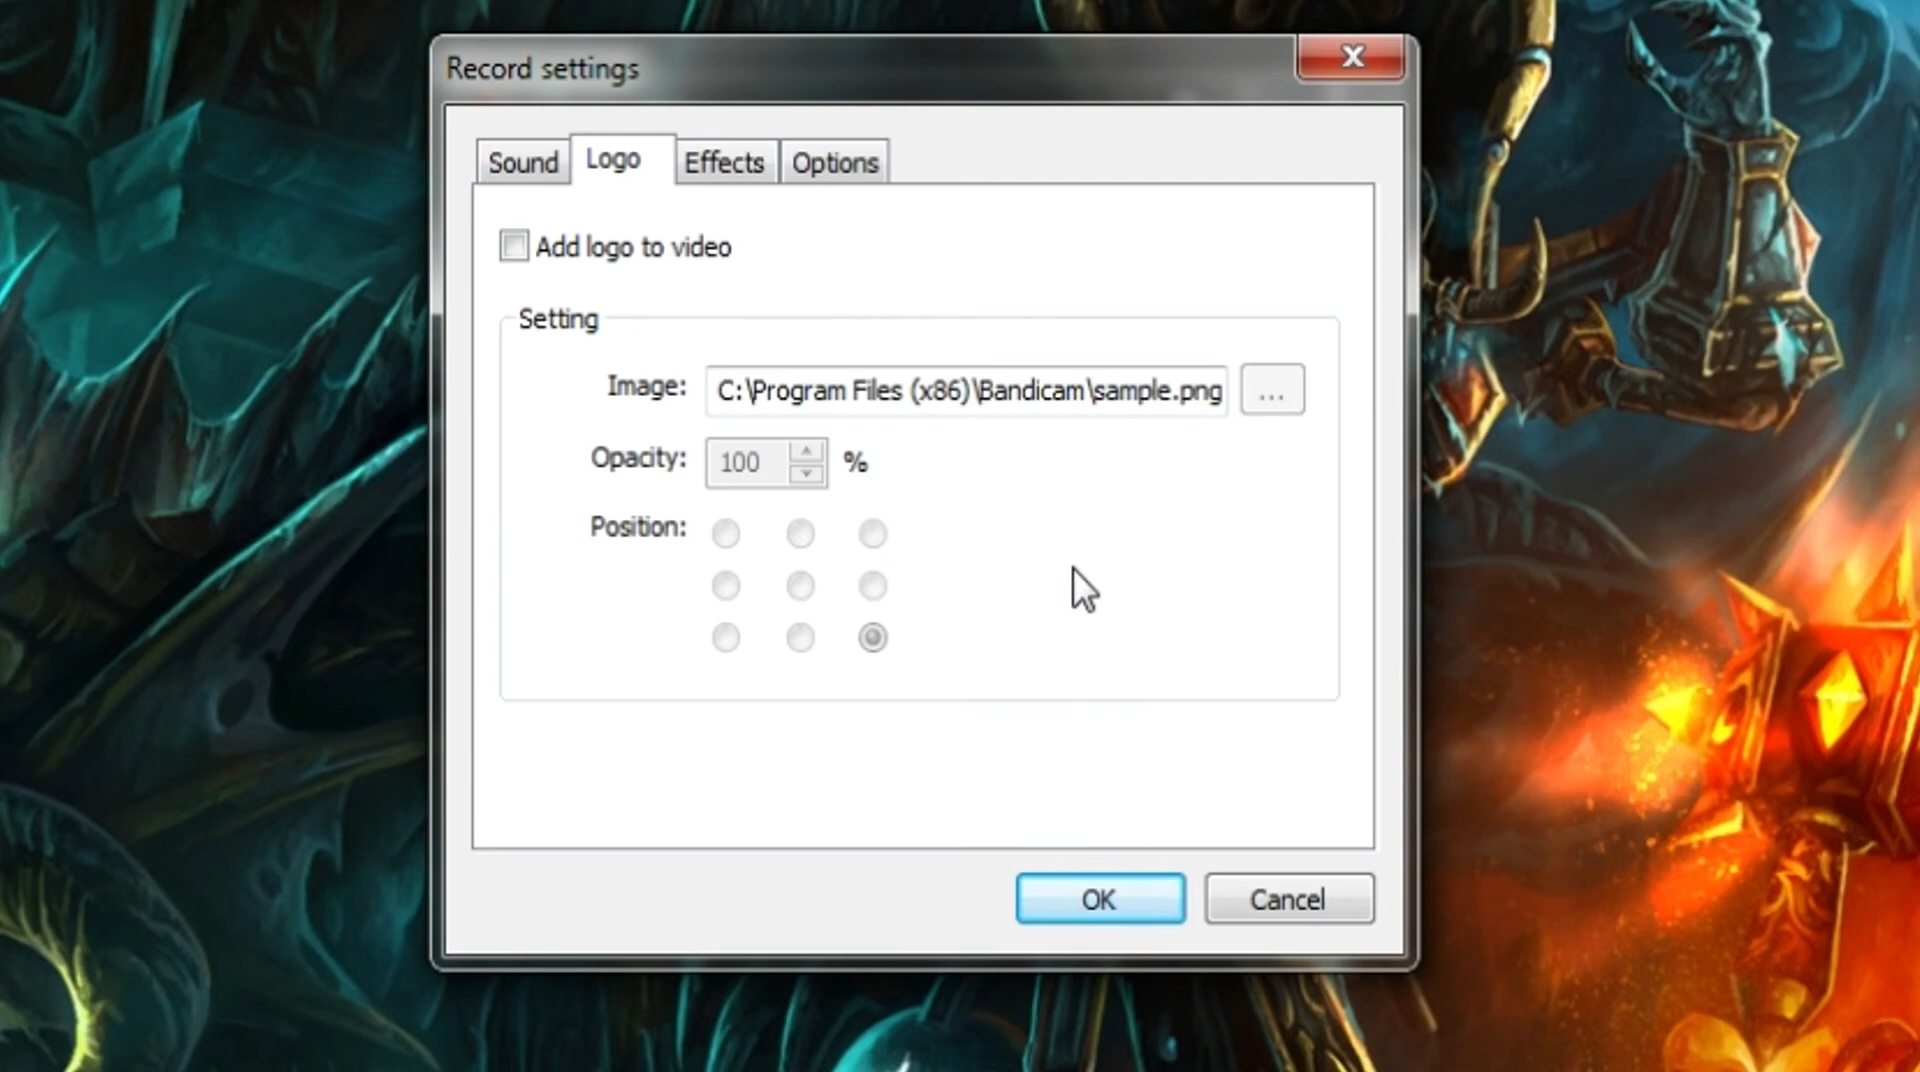 Record settings
X
Sound Logo Effects Options
Add logo to video
Setting
Image: C:\Program Files (x86)\Bandicam\sample.png ...
Opacity: 100 %
Position:
OK Cancel